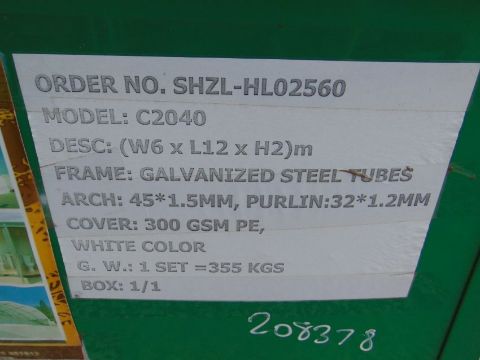 ORDER NO. SHZL-HL02560
MODEL: C2040
DESC: (W6 x L12 x H2)m
FRAME: GALVANIZED STEEL TUBES
ARCH: 45*1.5MM, PURLIN:32*1.2MM
COVER: 300 GSM PE,
WHITE COLOR
G. W.: 1 SET =355 KGS
BOX: 1/1
208378